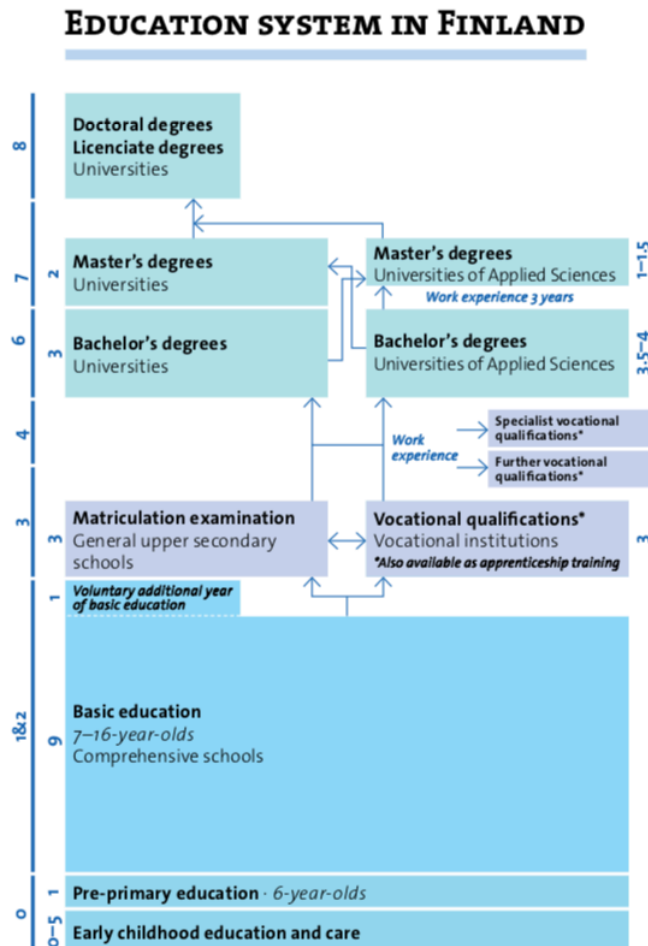 EDUCATION SYSTEM IN FINLAND
8
Doctoral degrees
Licenciate degrees
Universities
7
2
Master's degrees
Universities
Master's degrees
Universities of Applied Sciences
1–1.5
Work experience 3 years
6
3
Bachelor's degrees
Universities
Bachelor's degrees
Universities of Applied Sciences
3.5–4
4
Work
experience
Specialist vocational
qualifications*
Further vocational
qualifications*
3
3
Matriculation examination
General upper secondary
schools
Vocational qualifications*
Vocational institutions
*Also available as apprenticeship training
3
1
Voluntary additional year
of basic education
1&2
9
Basic education
7–16-year-olds
Comprehensive schools
0
1
Pre-primary education · 6-year-olds
0–5
Early childhood education and care